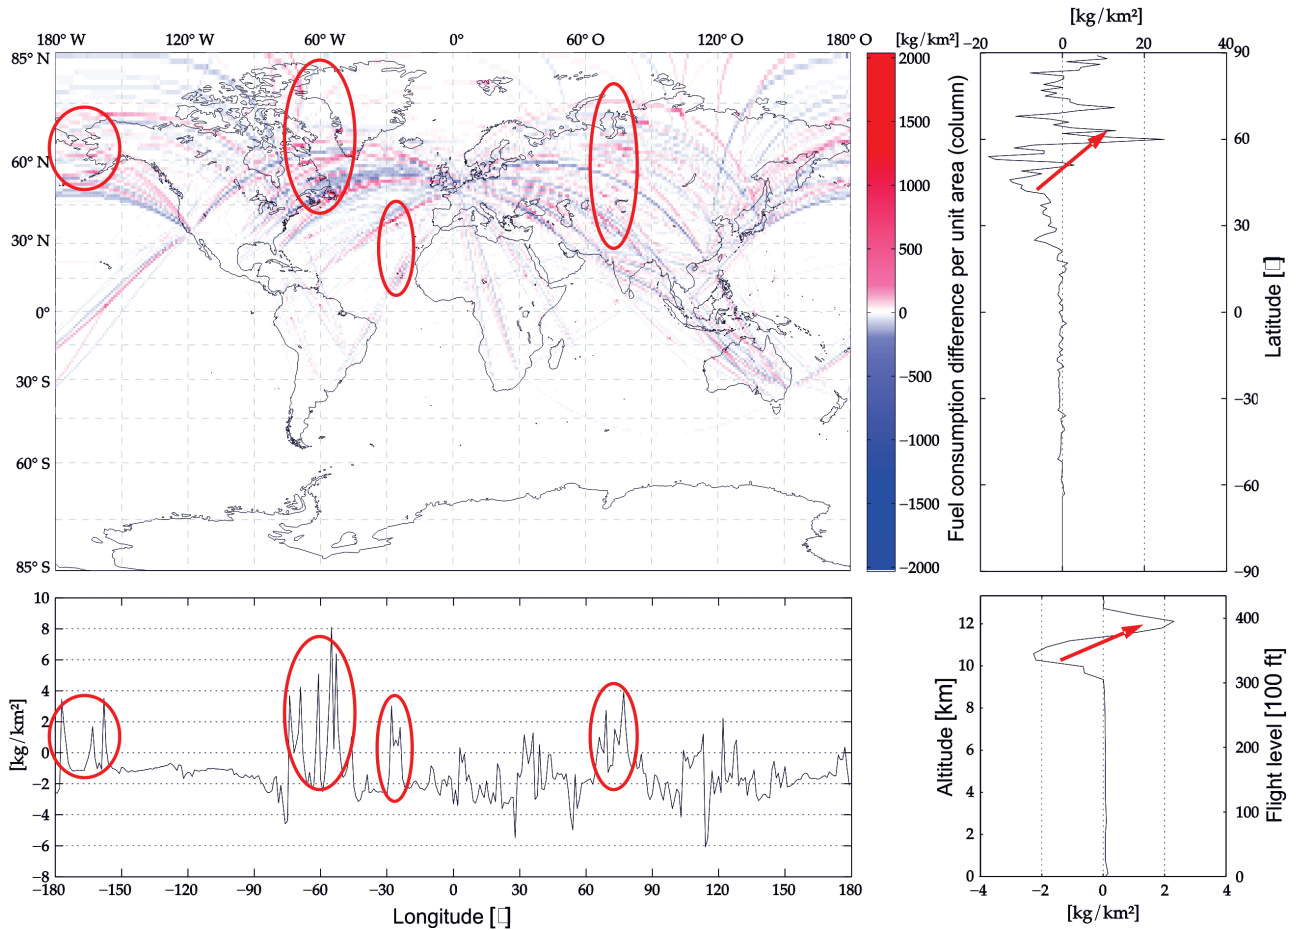 [kg/km²]
180° W 120° W 60° W 0° 60° O 120° O 180° O [kg/km²] −20 0 20 40
85° N
60° N
30° N
0°
30° S
60° S
85° S
2000
1500
1000
500
0
−500
−1000
−1500
−2000
Fuel consumption difference per unit area (column)
90
60
30
0
−30
−60
−90
Latitude [□]
10
8
6
4
2
0
−2
−4
−6
−8
[kg/km²]
−180 −150 −120 −90 −60 −30 0 30 60 90 120 150 180
Longitude [□]
12
10
8
6
4
2
0
Altitude [km]
400
300
200
100
0
Flight level [100 ft]
−4 −2 0 2 4
[kg/km²]